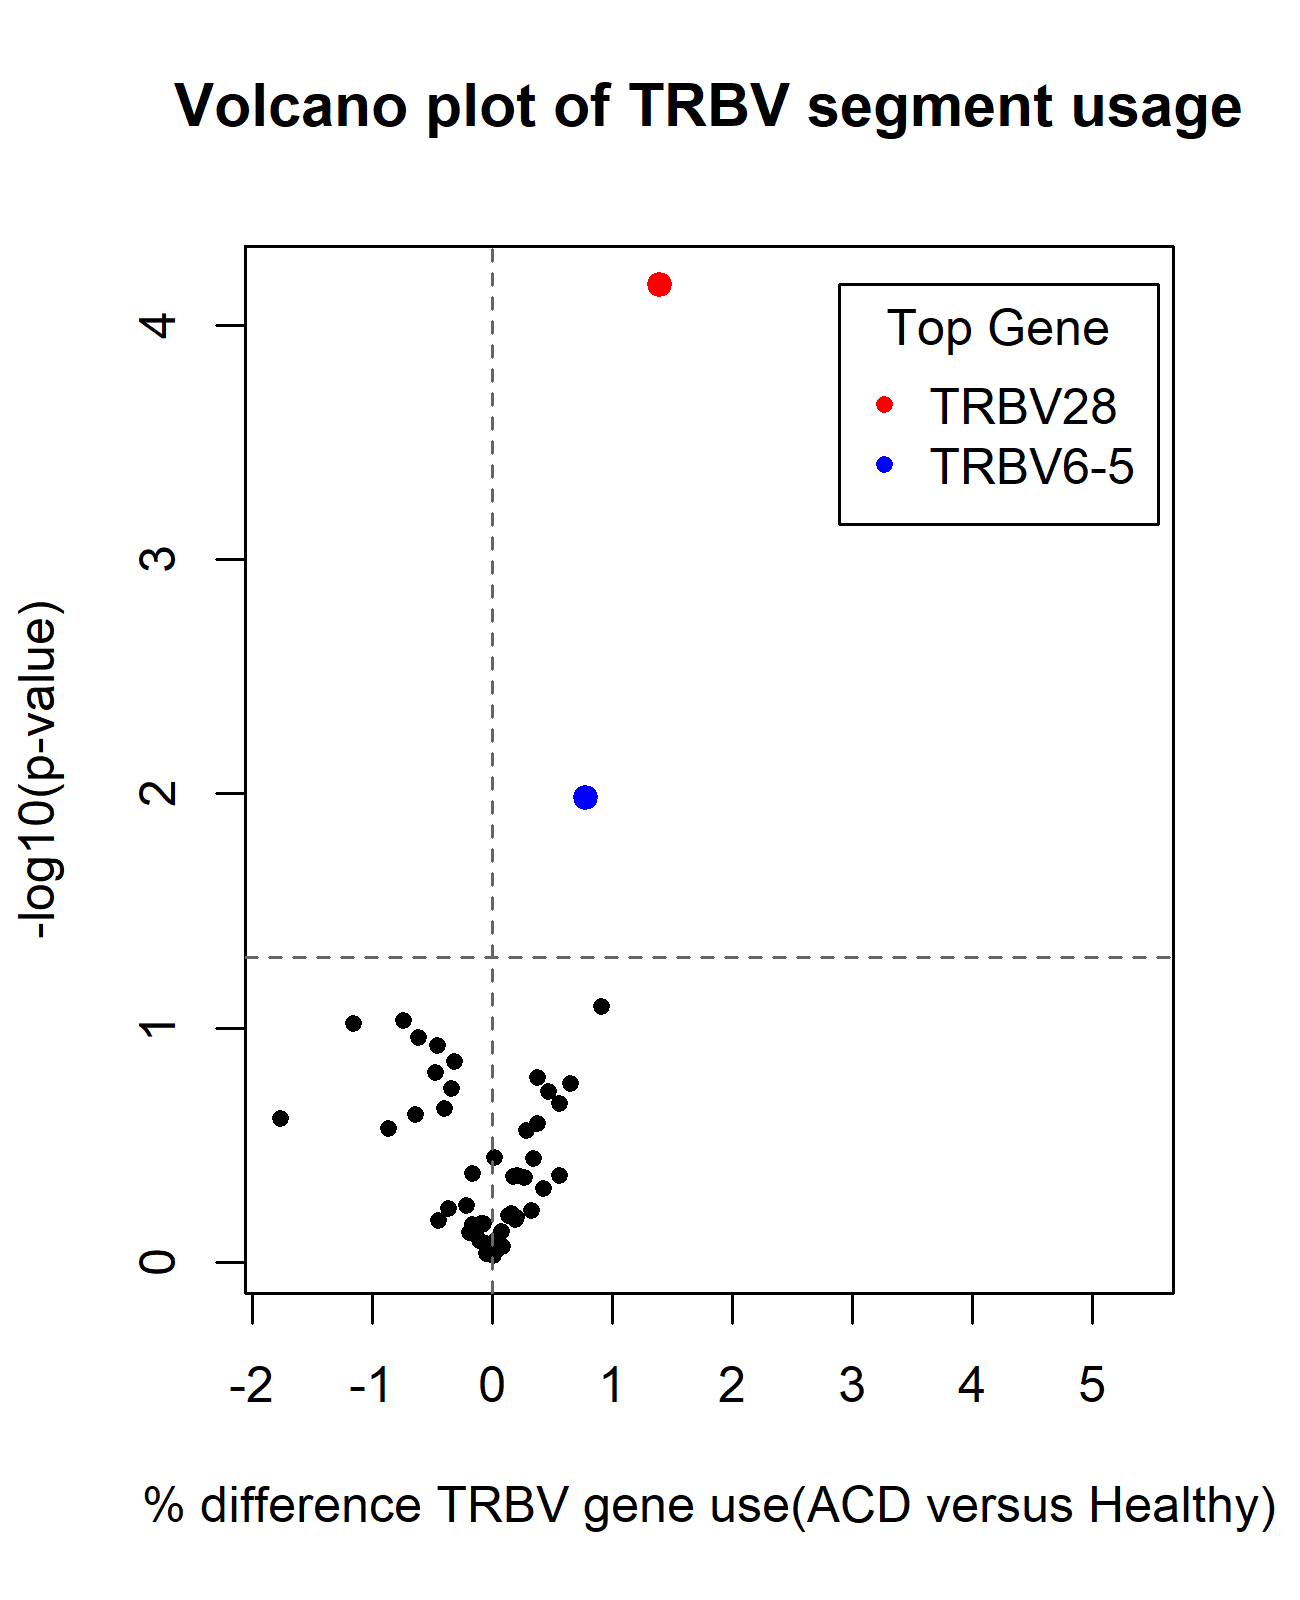 Volcano plot of TRBV segment usage
Top Gene
TRBV28
TRBV6-5
-log10(p-value)
4
3
2
1
0
-2 -1 0 1 2 3 4 5
% difference TRBV gene use(ACD versus Healthy)